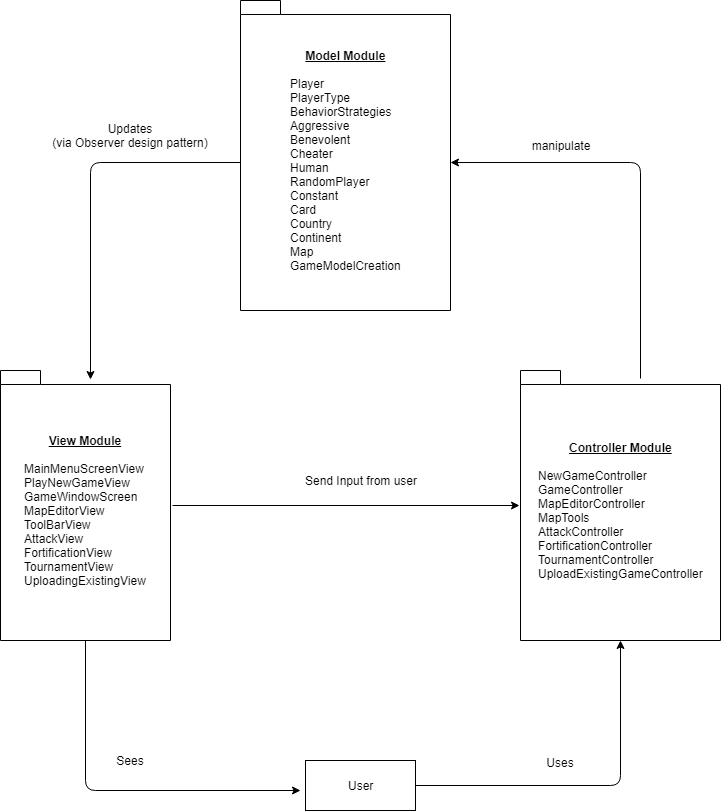 Model Module
Player
PlayerType
BehaviorStrategies
Aggressive
Benevolent
Cheater
Human
RandomPlayer
Constant
Card
Country
Continent
Map
GameModelCreation
Updates
(via Observer design pattern)
manipulate
View Module
MainMenuScreenView
PlayNewGameView
GameWindowScreen
MapEditorView
ToolBarView
AttackView
FortificationView
TournamentView
UploadingExistingView
Send Input from user
Controller Module
NewGameController
GameController
MapEditorController
MapTools
AttackController
FortificationController
TournamentController
UploadExistingGameController
Sees
User
Uses